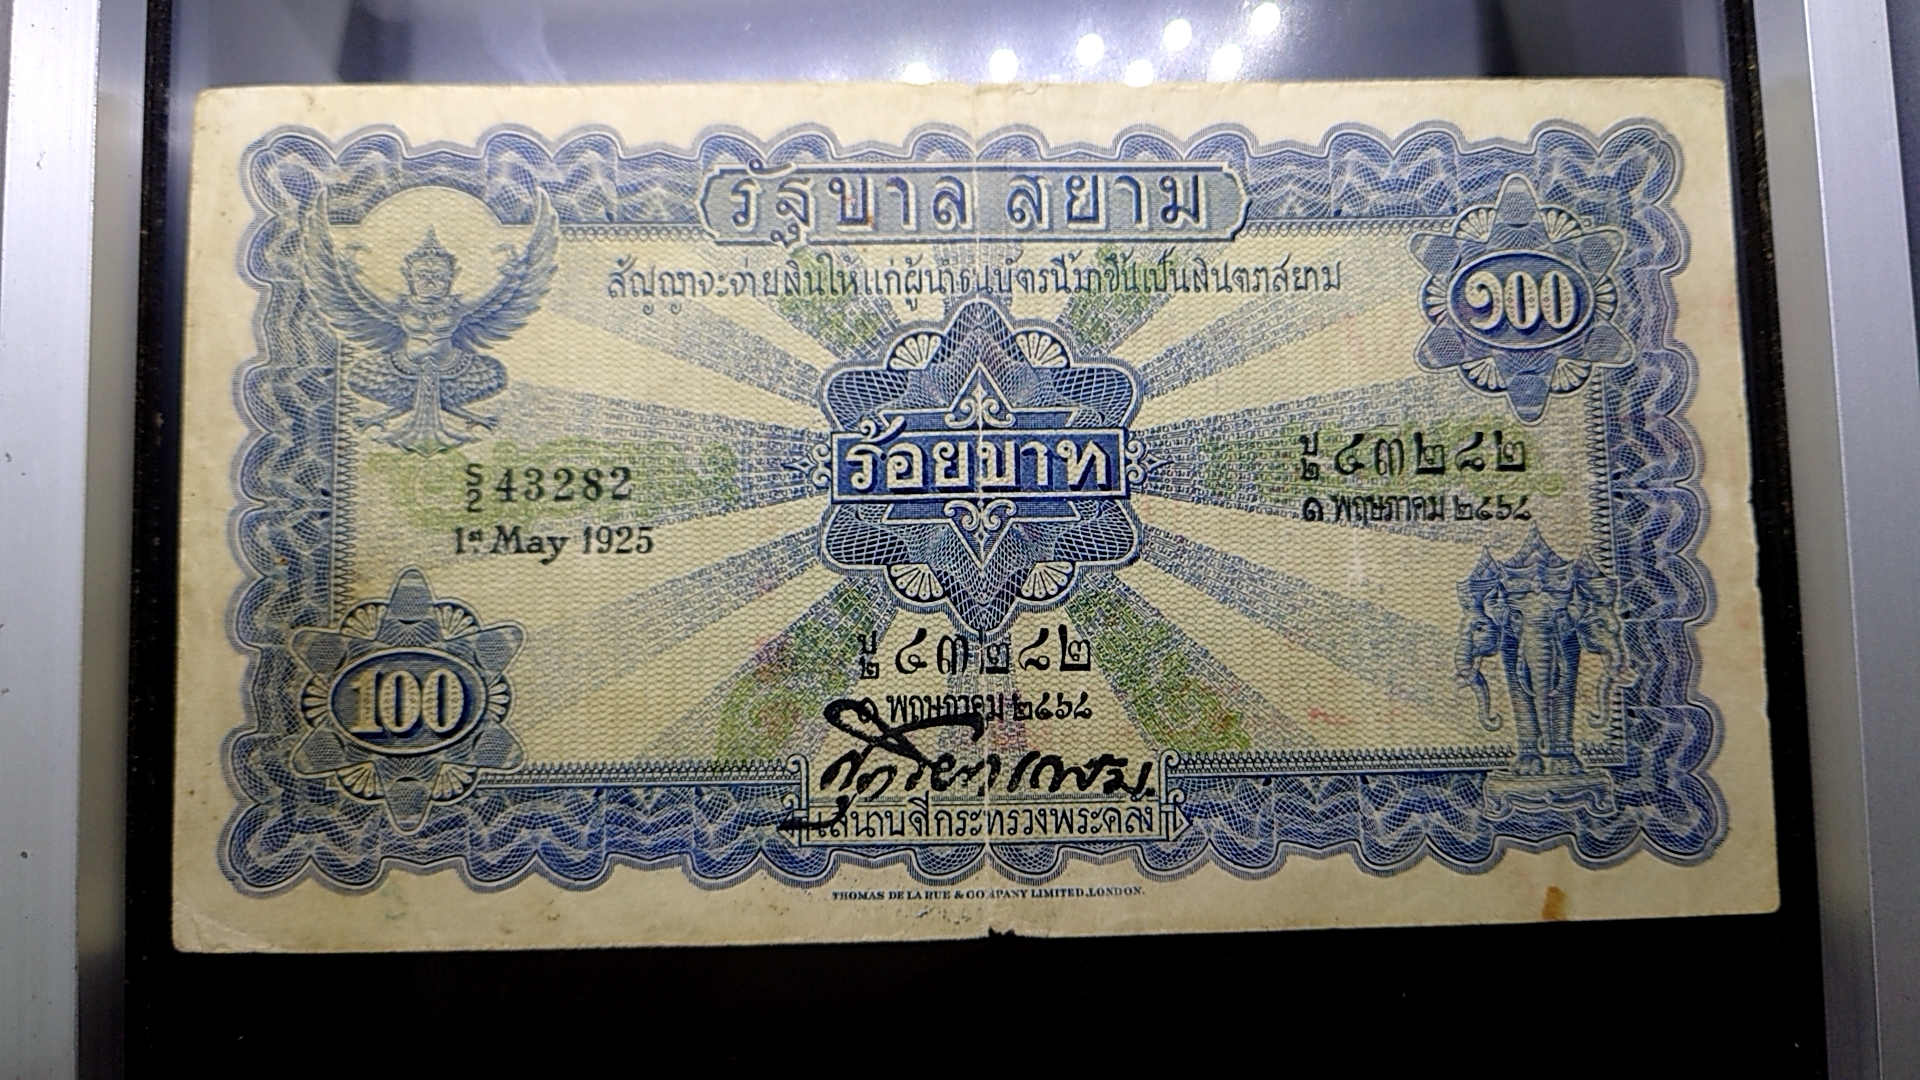 รัฐบาลสยาม
สัญญาจะจ่ายเงินให้แก่ผู้นำธนบัตรนี้มาขึ้นเป็นเงินตราสยาม
๑๐๐
ร้อยบาท
S/2 43282
1st May 1925
บ/๒ ๔๓๒๘๒
๑ พฤษภาคม ๒๔๖๘
100
บ/๒ ๔๓๒๘๒
๑ พฤษภาคม ๒๔๖๘
เสนาบดีกระทรวงพระคลัง
THOMAS DE LA RUE & COMPANY LIMITED, LONDON.